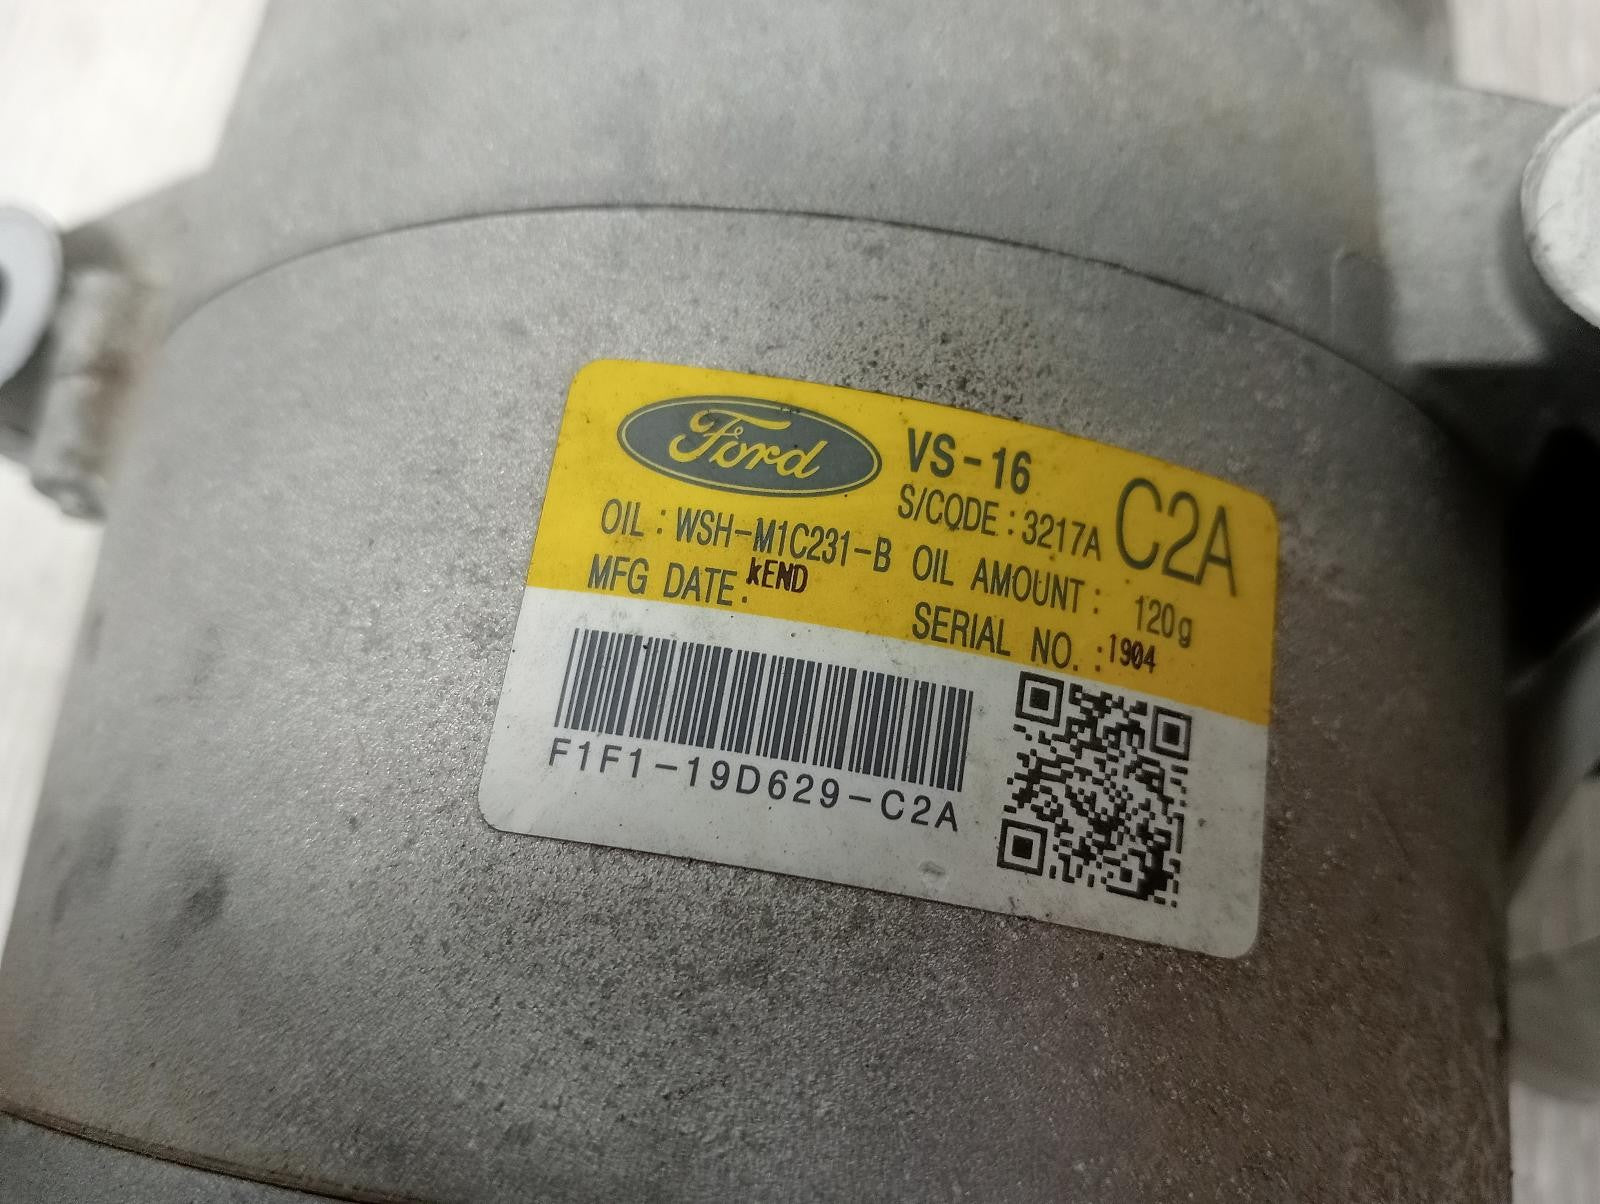 Ford
VS-16
C2A
S/CODE : 3217A
OIL : WSH-M1C231-B
OIL AMOUNT : 120g
MFG DATE : kEND
SERIAL NO. : 1904
F1F1-19D629-C2A